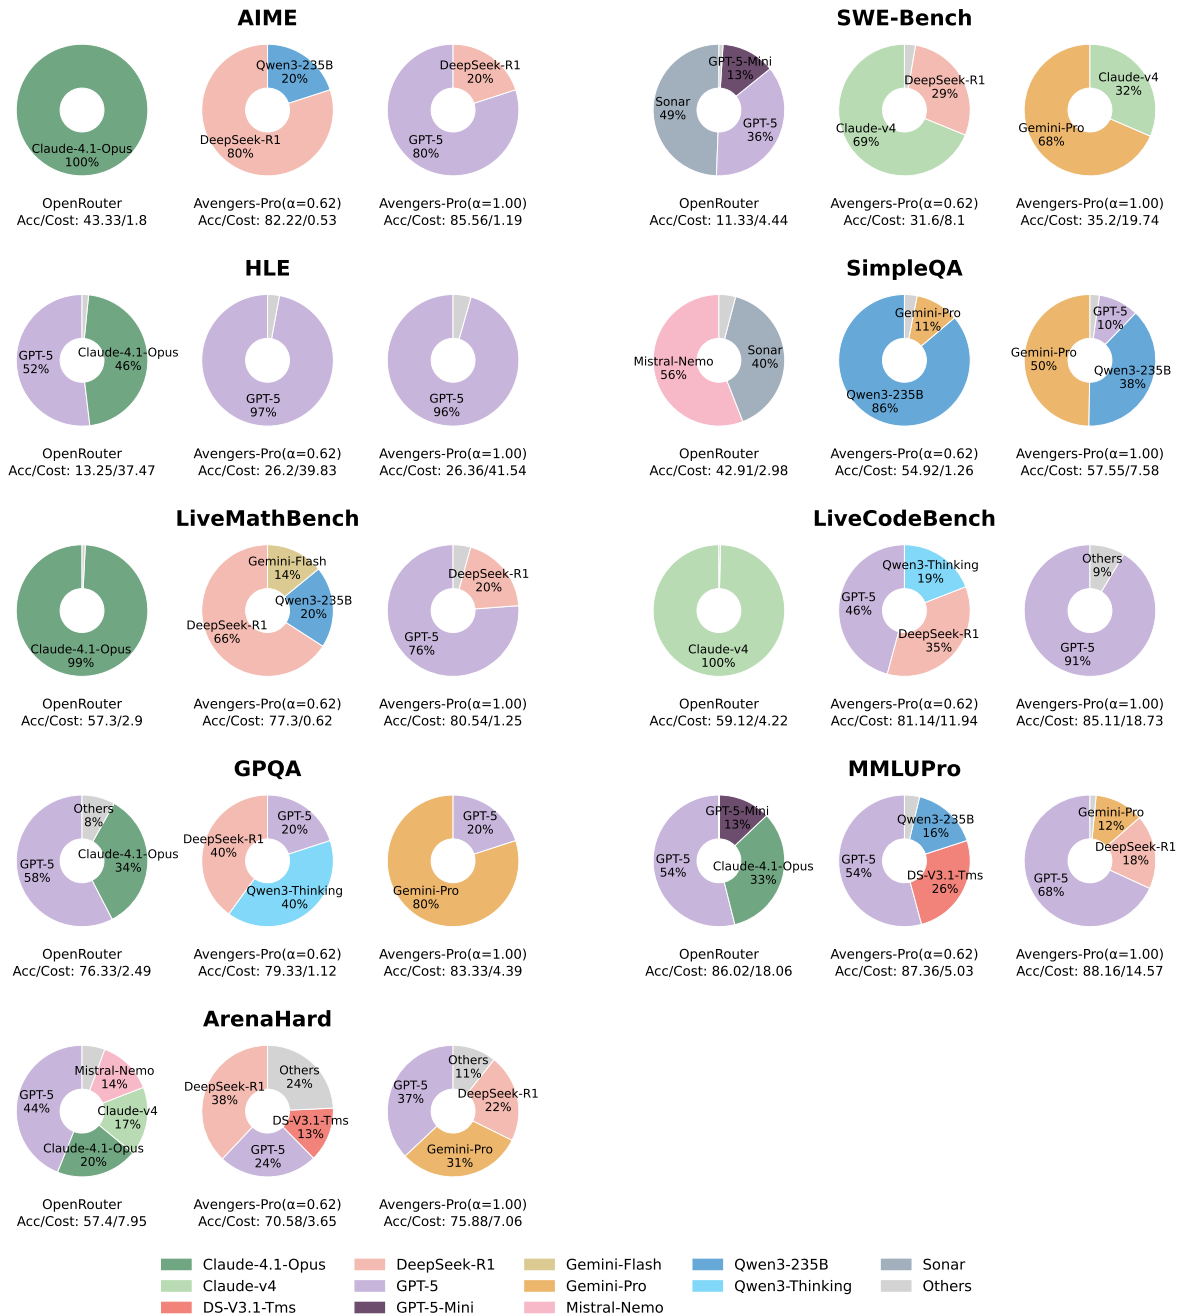 AIME
Claude-4.1-Opus
100%
OpenRouter
Acc/Cost: 43.33/1.8
Qwen3-235B
20%
DeepSeek-R1
80%
Avengers-Pro(α=0.62)
Acc/Cost: 82.22/0.53
DeepSeek-R1
20%
GPT-5
80%
Avengers-Pro(α=1.00)
Acc/Cost: 85.56/1.19
SWE-Bench
GPT-5-Mini
13%
Sonar
49%
GPT-5
36%
OpenRouter
Acc/Cost: 11.33/4.44
DeepSeek-R1
29%
Claude-v4
69%
Avengers-Pro(α=0.62)
Acc/Cost: 31.6/8.1
Claude-v4
32%
Gemini-Pro
68%
Avengers-Pro(α=1.00)
Acc/Cost: 35.2/19.74
HLE
GPT-5
52%
Claude-4.1-Opus
46%
OpenRouter
Acc/Cost: 13.25/37.47
GPT-5
97%
Avengers-Pro(α=0.62)
Acc/Cost: 26.2/39.83
GPT-5
96%
Avengers-Pro(α=1.00)
Acc/Cost: 26.36/41.54
SimpleQA
Mistral-Nemo
56%
Sonar
40%
OpenRouter
Acc/Cost: 42.91/2.98
Gemini-Pro
11%
Qwen3-235B
86%
Avengers-Pro(α=0.62)
Acc/Cost: 54.92/1.26
GPT-5
10%
Gemini-Pro
50%
Qwen3-235B
38%
Avengers-Pro(α=1.00)
Acc/Cost: 57.55/7.58
LiveMathBench
Claude-4.1-Opus
99%
OpenRouter
Acc/Cost: 57.3/2.9
Gemini-Flash
14%
Qwen3-235B
20%
DeepSeek-R1
66%
Avengers-Pro(α=0.62)
Acc/Cost: 77.3/0.62
DeepSeek-R1
20%
GPT-5
76%
Avengers-Pro(α=1.00)
Acc/Cost: 80.54/1.25
LiveCodeBench
Claude-v4
100%
OpenRouter
Acc/Cost: 59.12/4.22
Qwen3-Thinking
19%
GPT-5
46%
DeepSeek-R1
35%
Avengers-Pro(α=0.62)
Acc/Cost: 81.14/11.94
Others
9%
GPT-5
91%
Avengers-Pro(α=1.00)
Acc/Cost: 85.11/18.73
GPQA
Others
8%
Claude-4.1-Opus
34%
GPT-5
58%
OpenRouter
Acc/Cost: 76.33/2.49
GPT-5
20%
DeepSeek-R1
40%
Qwen3-Thinking
40%
Avengers-Pro(α=0.62)
Acc/Cost: 79.33/1.12
GPT-5
20%
Gemini-Pro
80%
Avengers-Pro(α=1.00)
Acc/Cost: 83.33/4.39
MMLUPro
GPT-5-Mini
13%
GPT-5
54%
Claude-4.1-Opus
33%
OpenRouter
Acc/Cost: 86.02/18.06
Qwen3-235B
16%
GPT-5
54%
DS-V3.1-Tms
26%
Avengers-Pro(α=0.62)
Acc/Cost: 87.36/5.03
Gemini-Pro
12%
DeepSeek-R1
18%
GPT-5
68%
Avengers-Pro(α=1.00)
Acc/Cost: 88.16/14.57
ArenaHard
Mistral-Nemo
14%
GPT-5
44%
Claude-v4
17%
Claude-4.1-Opus
20%
OpenRouter
Acc/Cost: 57.4/7.95
Others
24%
DeepSeek-R1
38%
DS-V3.1-Tms
13%
GPT-5
24%
Avengers-Pro(α=0.62)
Acc/Cost: 70.58/3.65
Others
11%
GPT-5
37%
DeepSeek-R1
22%
Gemini-Pro
31%
Avengers-Pro(α=1.00)
Acc/Cost: 75.88/7.06
Claude-4.1-Opus
Claude-v4
DS-V3.1-Tms
DeepSeek-R1
GPT-5
GPT-5-Mini
Gemini-Flash
Gemini-Pro
Mistral-Nemo
Qwen3-235B
Qwen3-Thinking
Sonar
Others